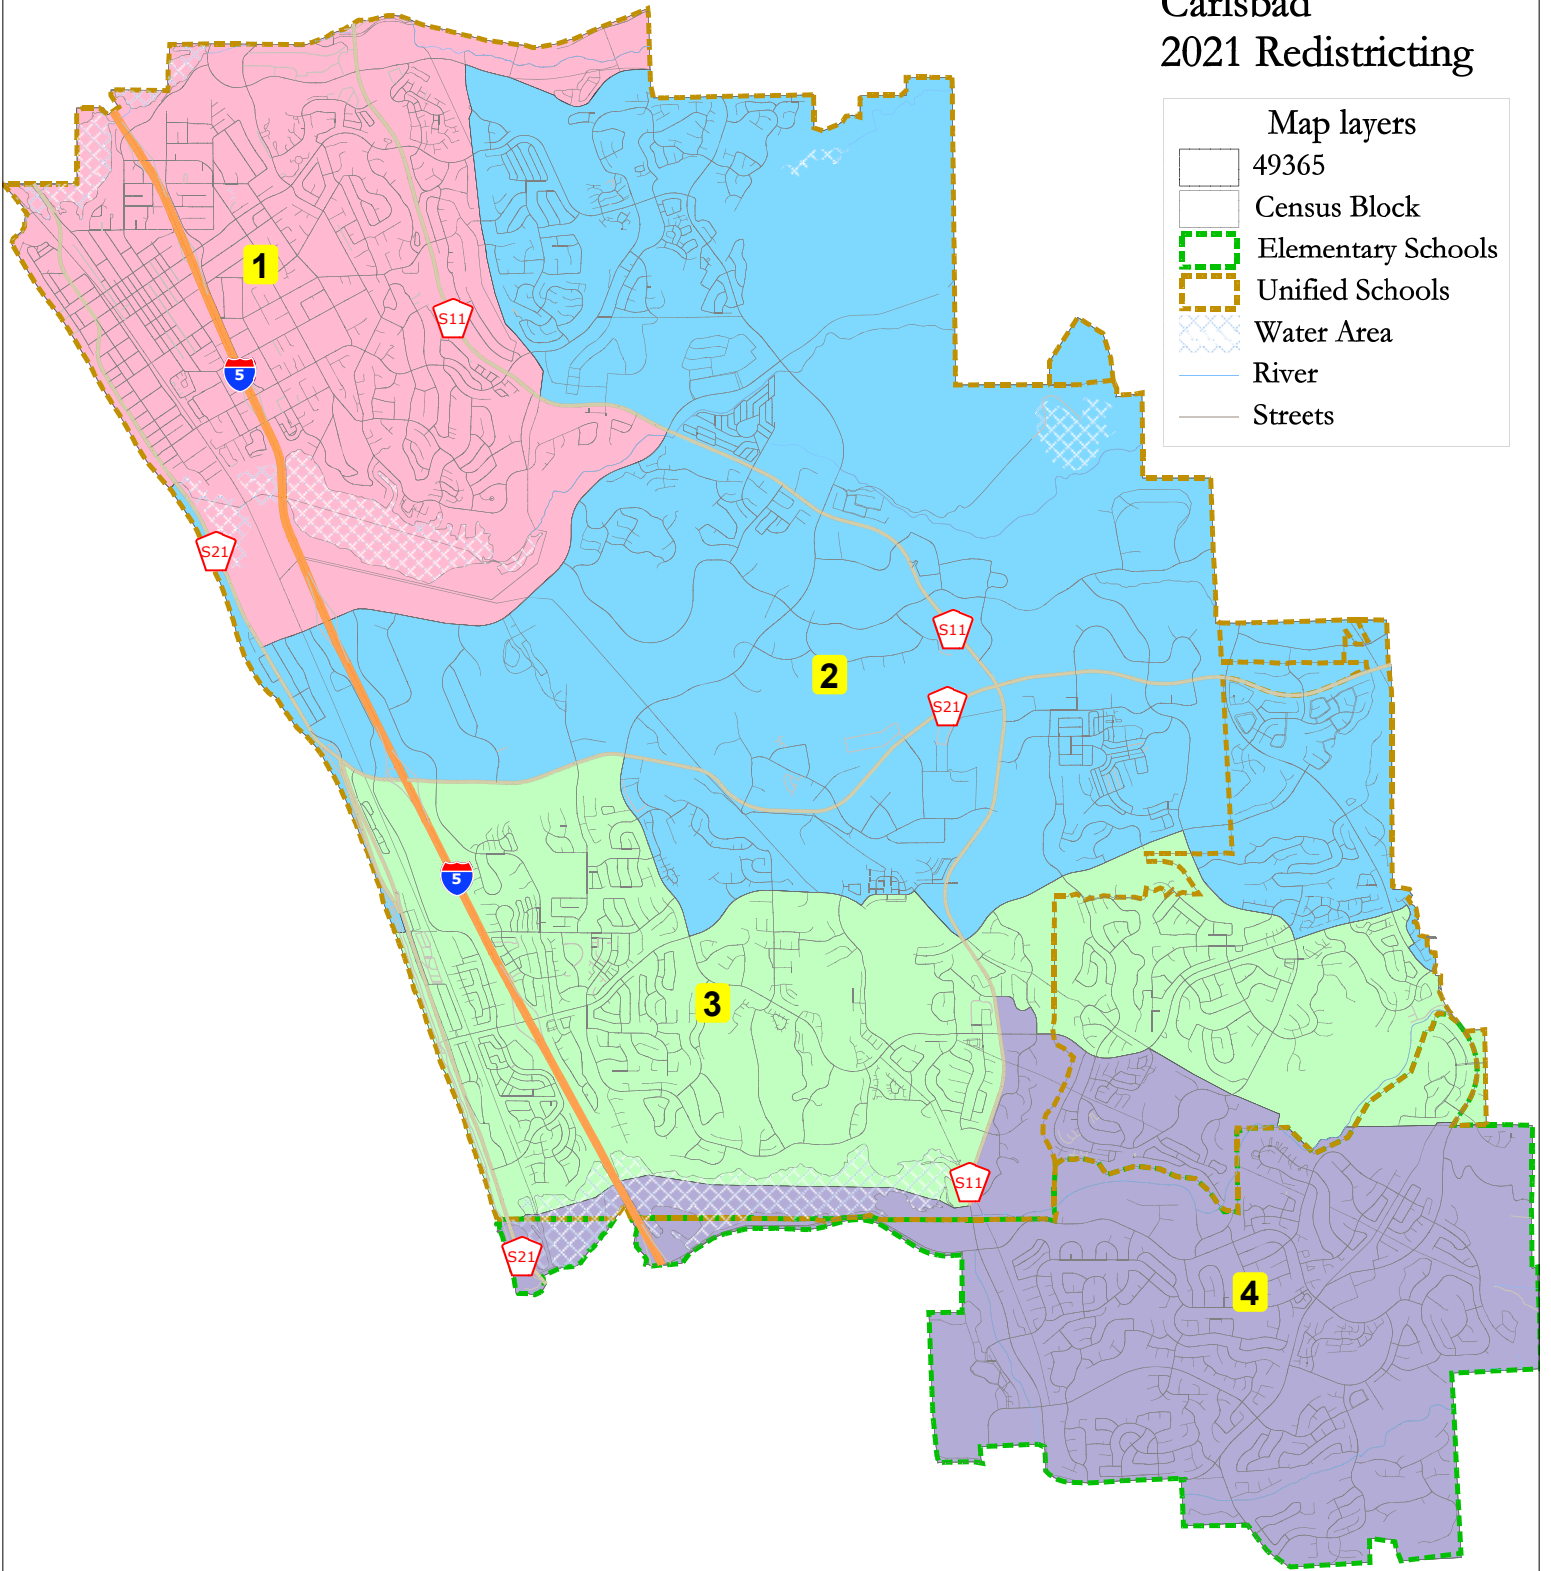 Carlsbad
2021 Redistricting
Map layers
49365
Census Block
Elementary Schools
Unified Schools
Water Area
River
Streets
1
S11
5
S21
S11
2
S21
5
3
S11
S21
4